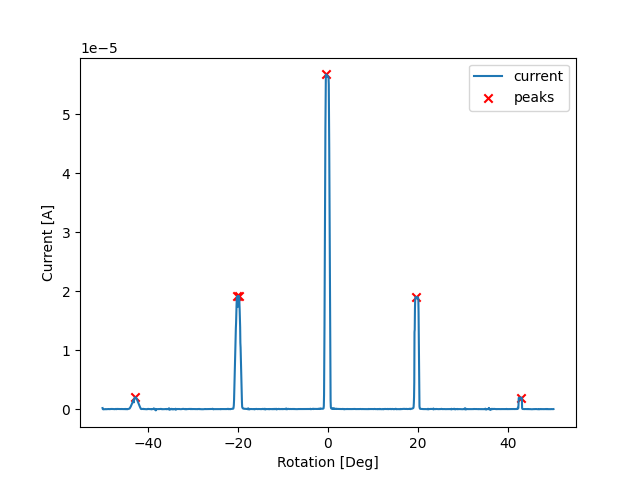 1e−5
current
peaks
5
4
3
2
1
0
Current [A]
−40 −20 0 20 40
Rotation [Deg]